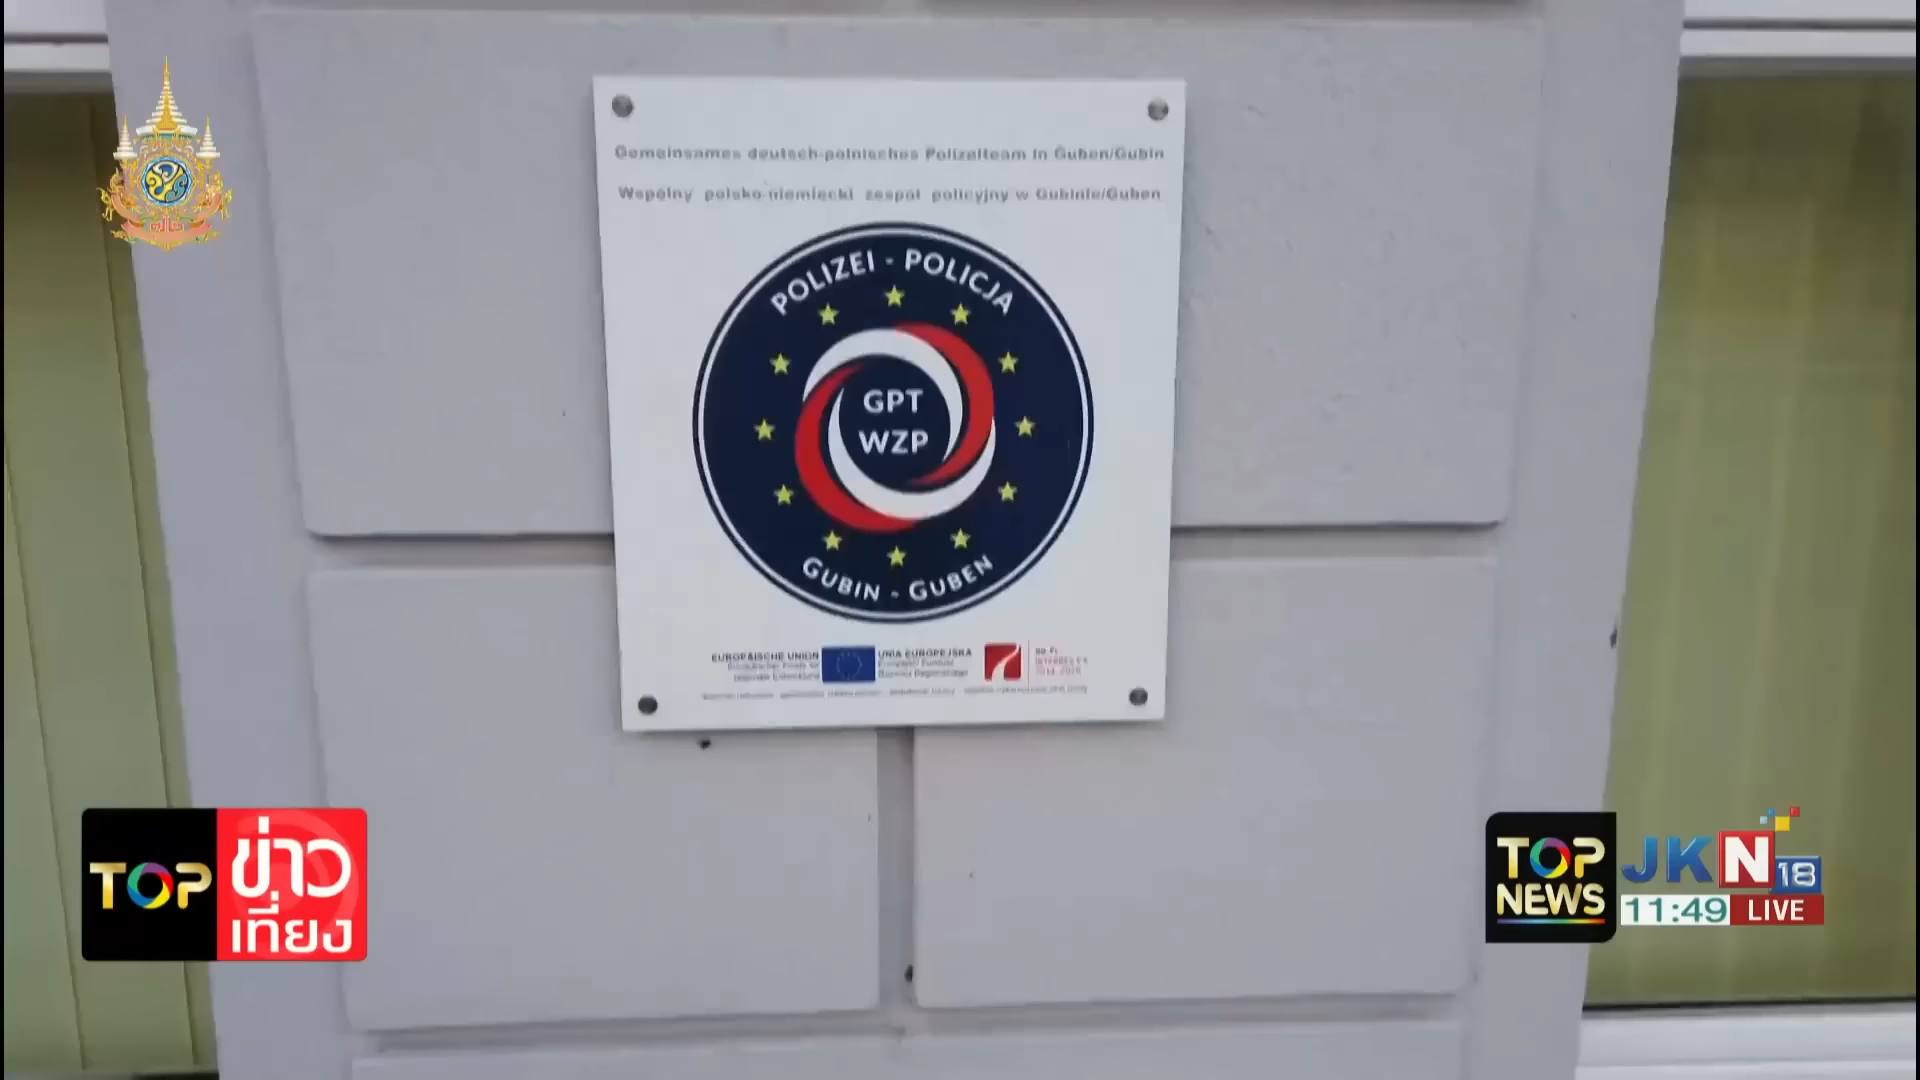 Gemeinsames deutsch-polnisches Polizeiteam in Guben/Gubin
Wspólny polsko-niemiecki zespół policyjny w Gubinie/Guben
POLIZEI - POLICJA
GPT
WZP
GUBIN - GUBEN
EUROPÄISCHE UNION
UNIA EUROPEJSKA
TOP
ข่าว
เที่ยง
TOP
NEWS
JKN
18
11:49 LIVE